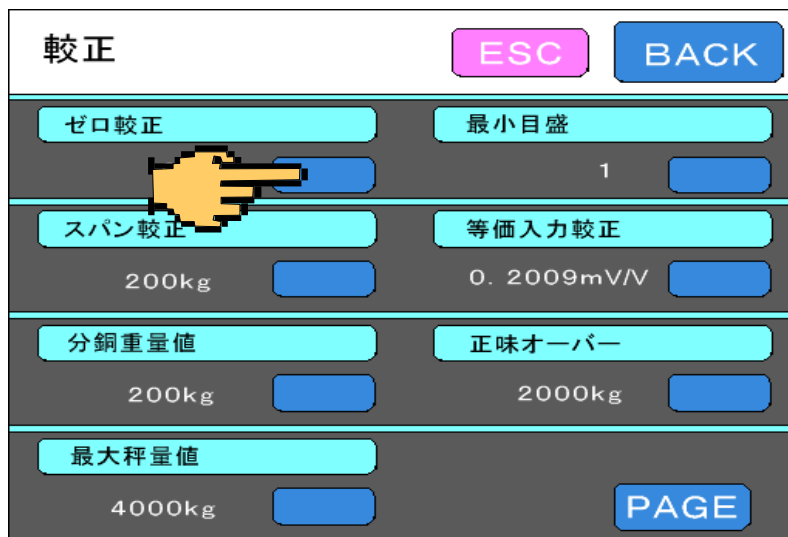 較正 ESC BACK
ゼロ較正 最小目盛
1
スパン較正 等価入力較正
200kg 0. 2009mV/V
分銅重量値 正味オーバー
200kg 2000kg
最大秤量値
4000kg PAGE